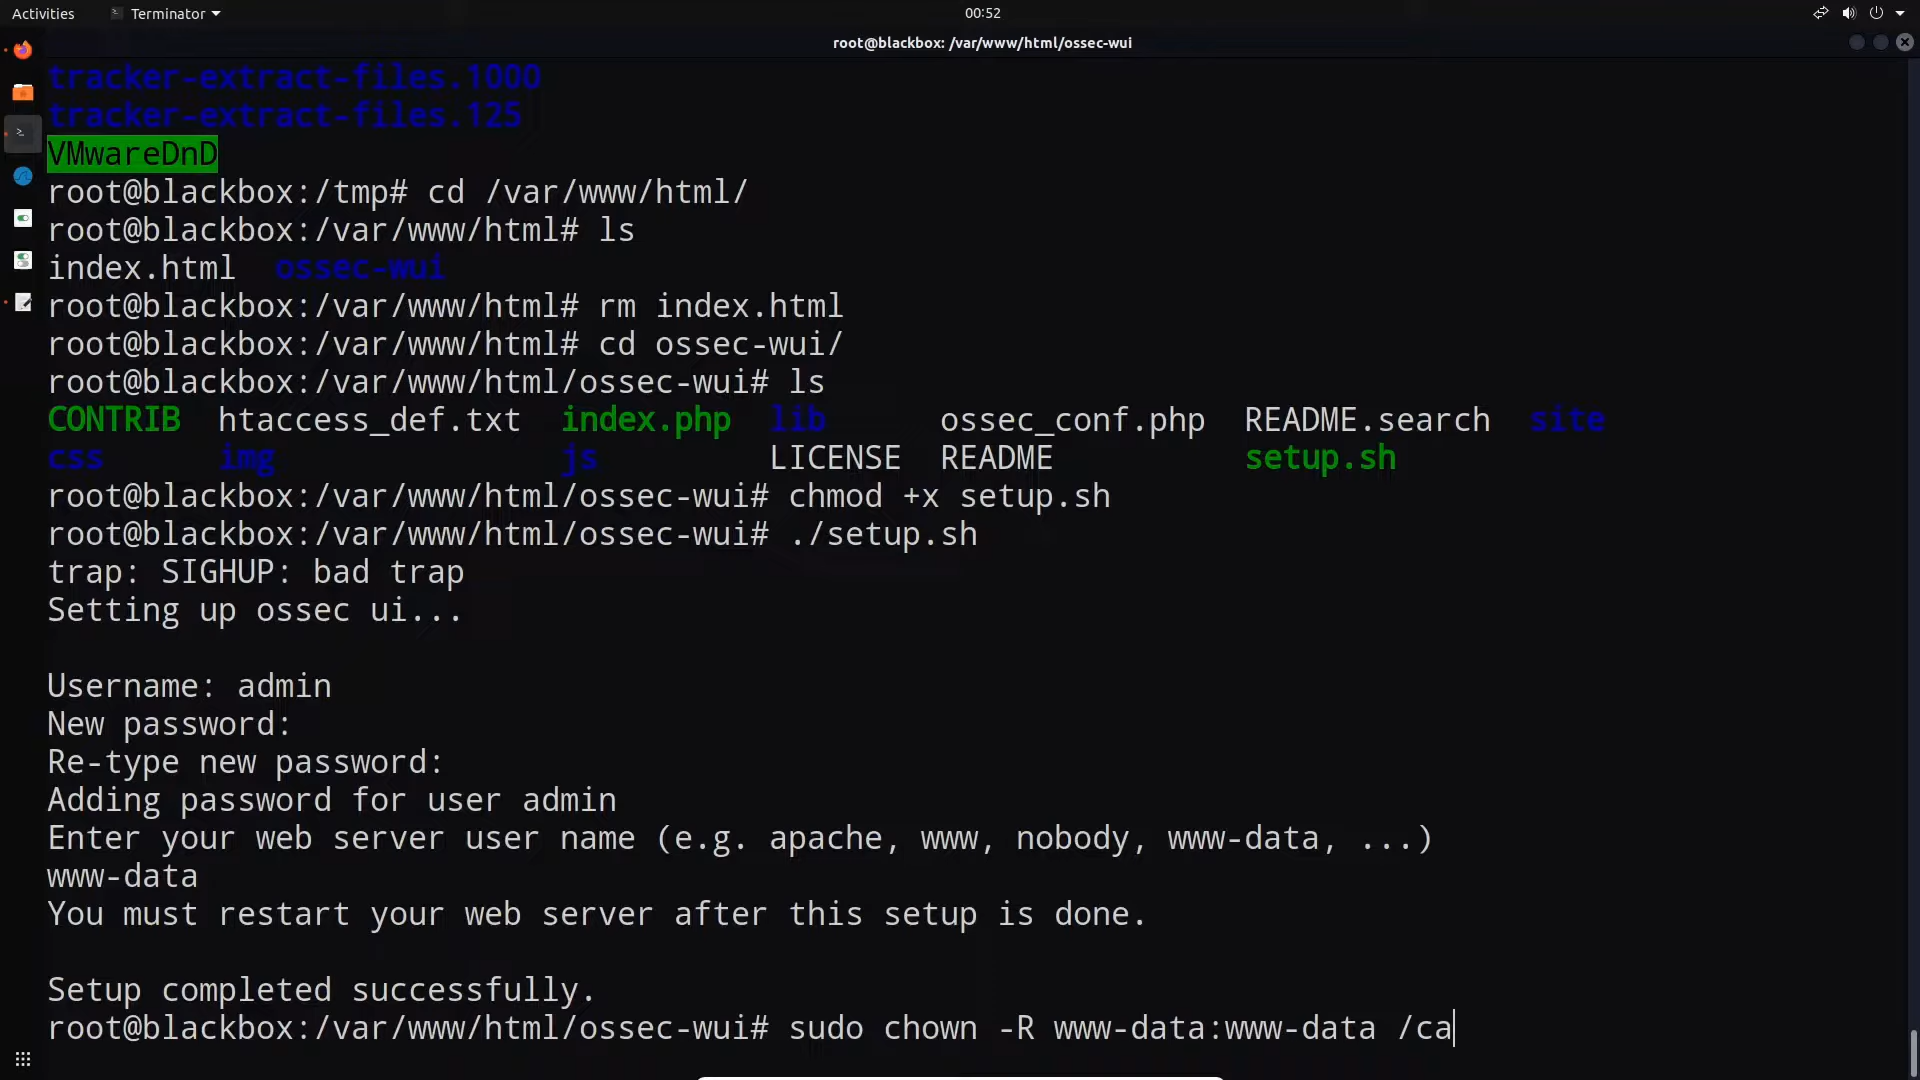 Activities Terminator 00:52
root@blackbox: /var/www/html/ossec-wui
tracker-extract-files.1000
tracker-extract-files.125
VMwareDnD
root@blackbox:/tmp# cd /var/www/html/
root@blackbox:/var/www/html# ls
index.html ossec-wui
root@blackbox:/var/www/html# rm index.html
root@blackbox:/var/www/html# cd ossec-wui/
root@blackbox:/var/www/html/ossec-wui# ls
CONTRIB htaccess_def.txt index.php lib ossec_conf.php README.search site
css img js LICENSE README setup.sh
root@blackbox:/var/www/html/ossec-wui# chmod +x setup.sh
root@blackbox:/var/www/html/ossec-wui# ./setup.sh
trap: SIGHUP: bad trap
Setting up ossec ui...
Username: admin
New password:
Re-type new password:
Adding password for user admin
Enter your web server user name (e.g. apache, www, nobody, www-data, ...)
www-data
You must restart your web server after this setup is done.
Setup completed successfully.
root@blackbox:/var/www/html/ossec-wui# sudo chown -R www-data:www-data /ca